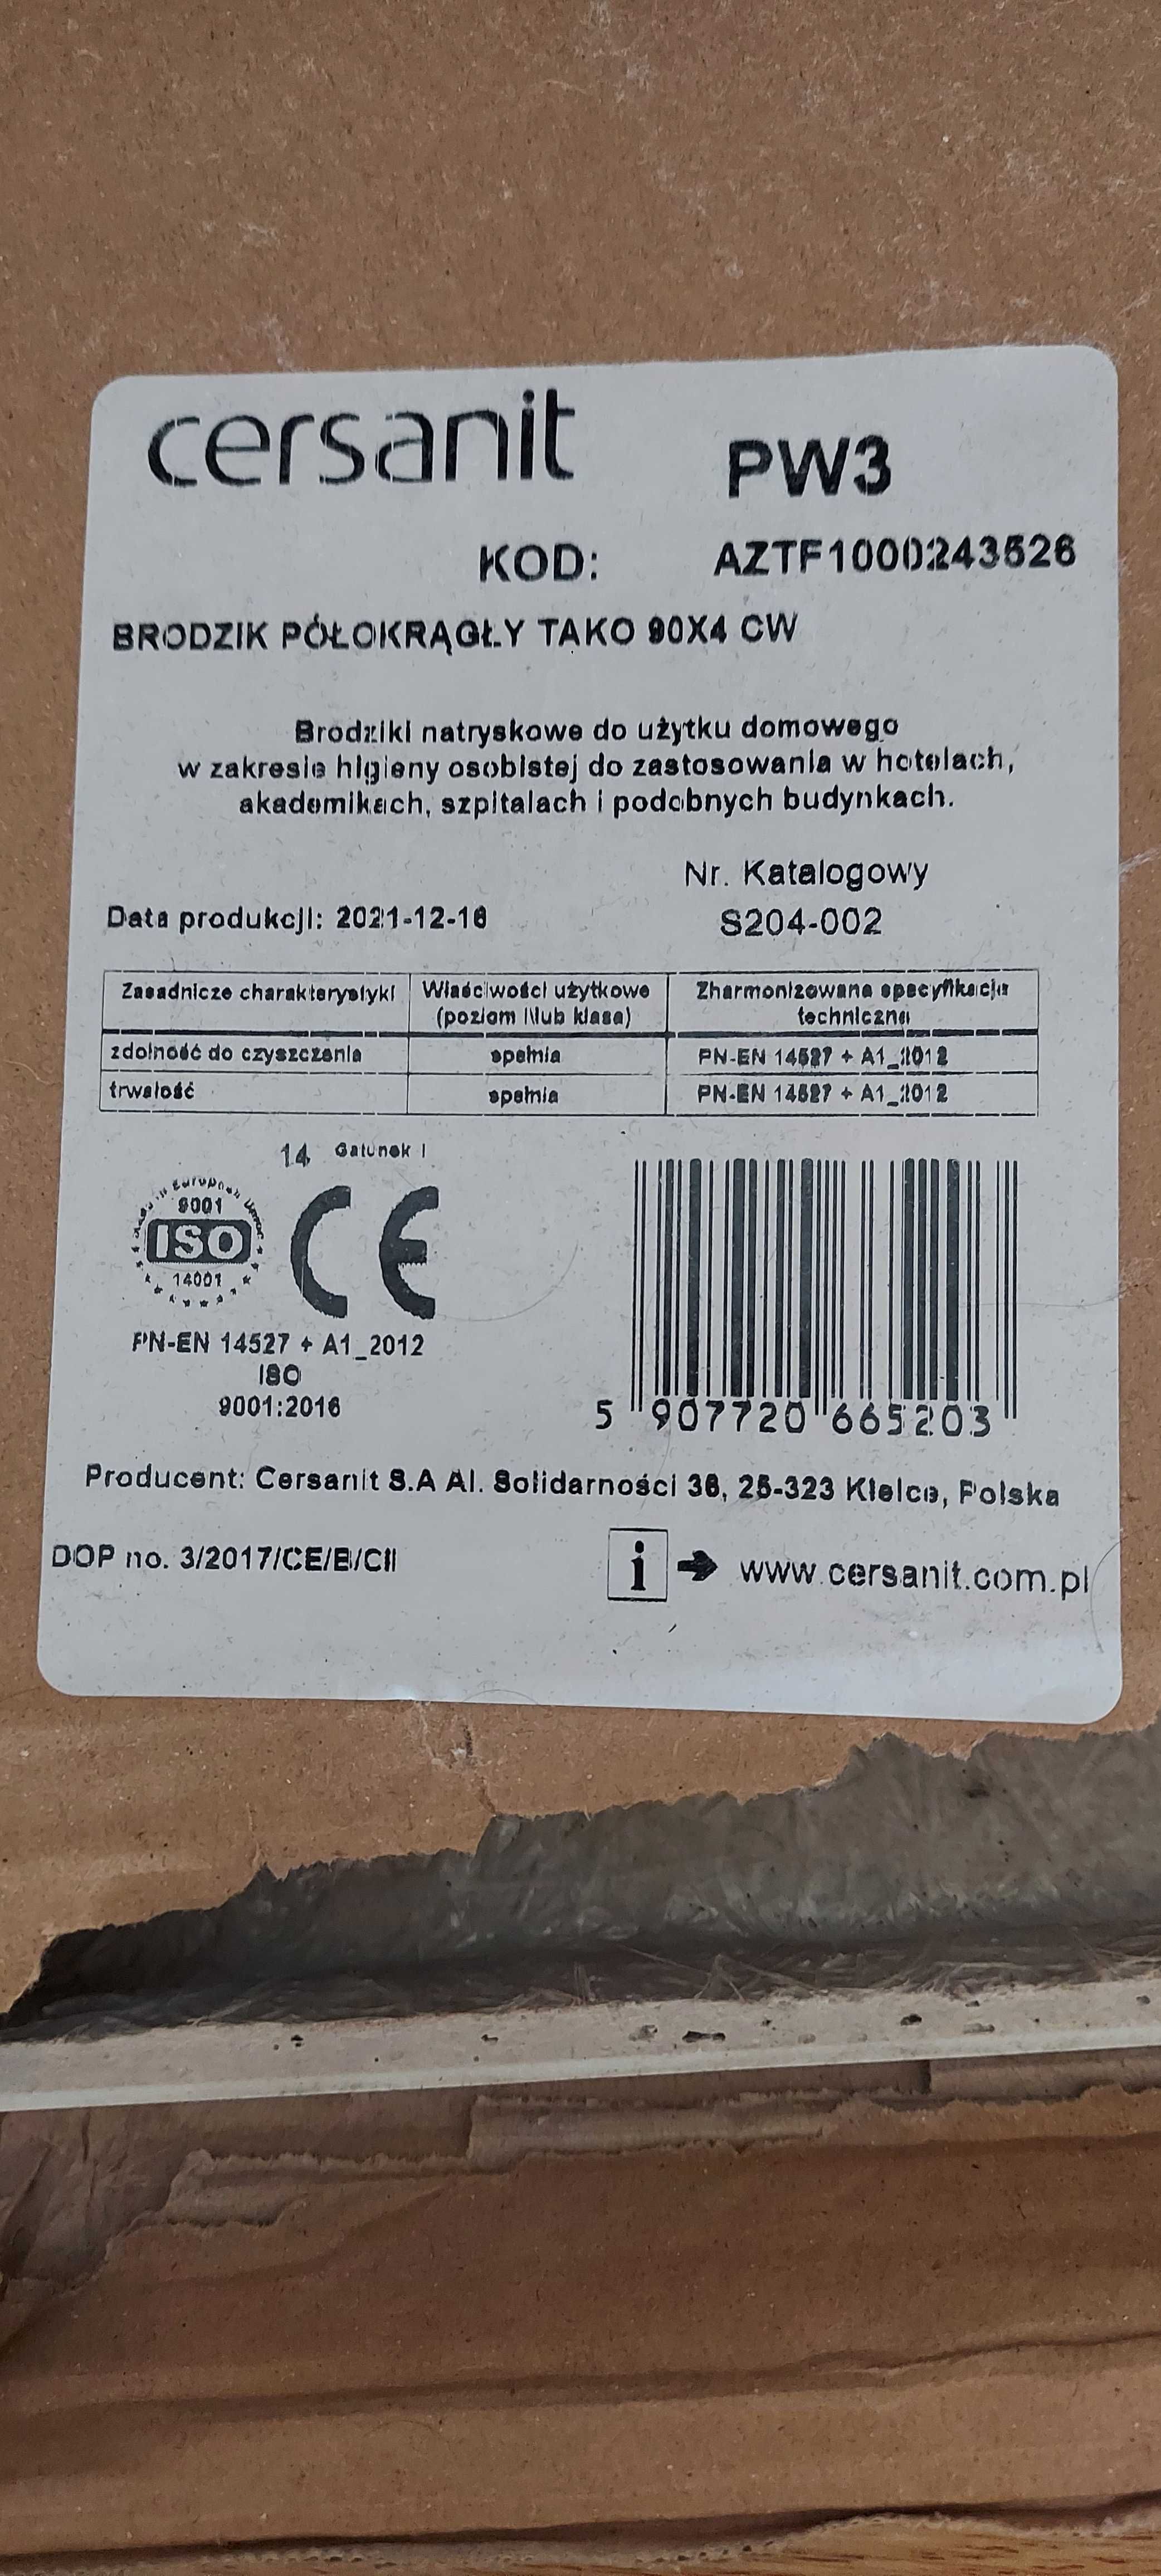 cersanit PW3
KOD: AZTF1000243526
BRODZIK PÓŁOKRĄGŁY TAKO 90X4 CW
Brodziki natryskowe do użytku domowego
w zakresie higieny osobistej do zastosowania w hotelach,
akademikach, szpitalach i podobnych budynkach.
Nr. Katalogowy
Data produkcji: 2021-12-16 S204-002
Zasadnicze charakterystyki Właściwości użytkowe Zharmonizowana specyfikacja
(poziom i\lub klasa) techniczna
zdolność do czyszczenia spełnia PN-EN 14527 + A1_2012
trwałość spełnia PN-EN 14527 + A1_2012
14 Gatunek I
9001
ISO CE
14001
PN-EN 14527 + A1_2012
ISO
9001:2016
5 907720 665203
Producent: Cersanit S.A Al. Solidarności 36, 25-323 Kielce, Polska
DOP no. 3/2017/CE/B/CII i www.cersanit.com.pl